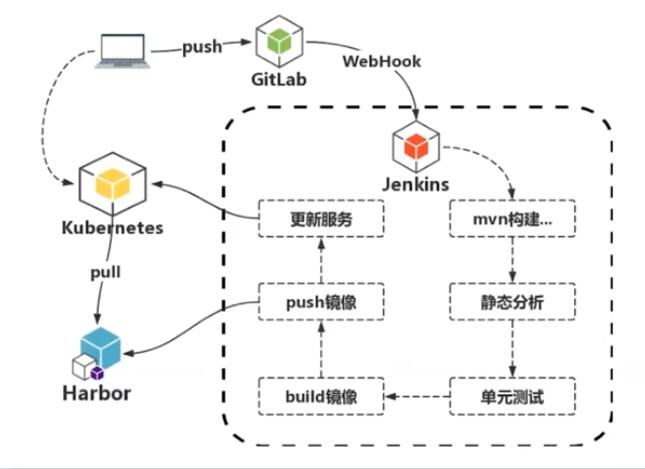 push
GitLab
WebHook
Jenkins
Kubernetes
更新服务
mvn构建...
pull
push镜像
静态分析
Harbor
build镜像
单元测试